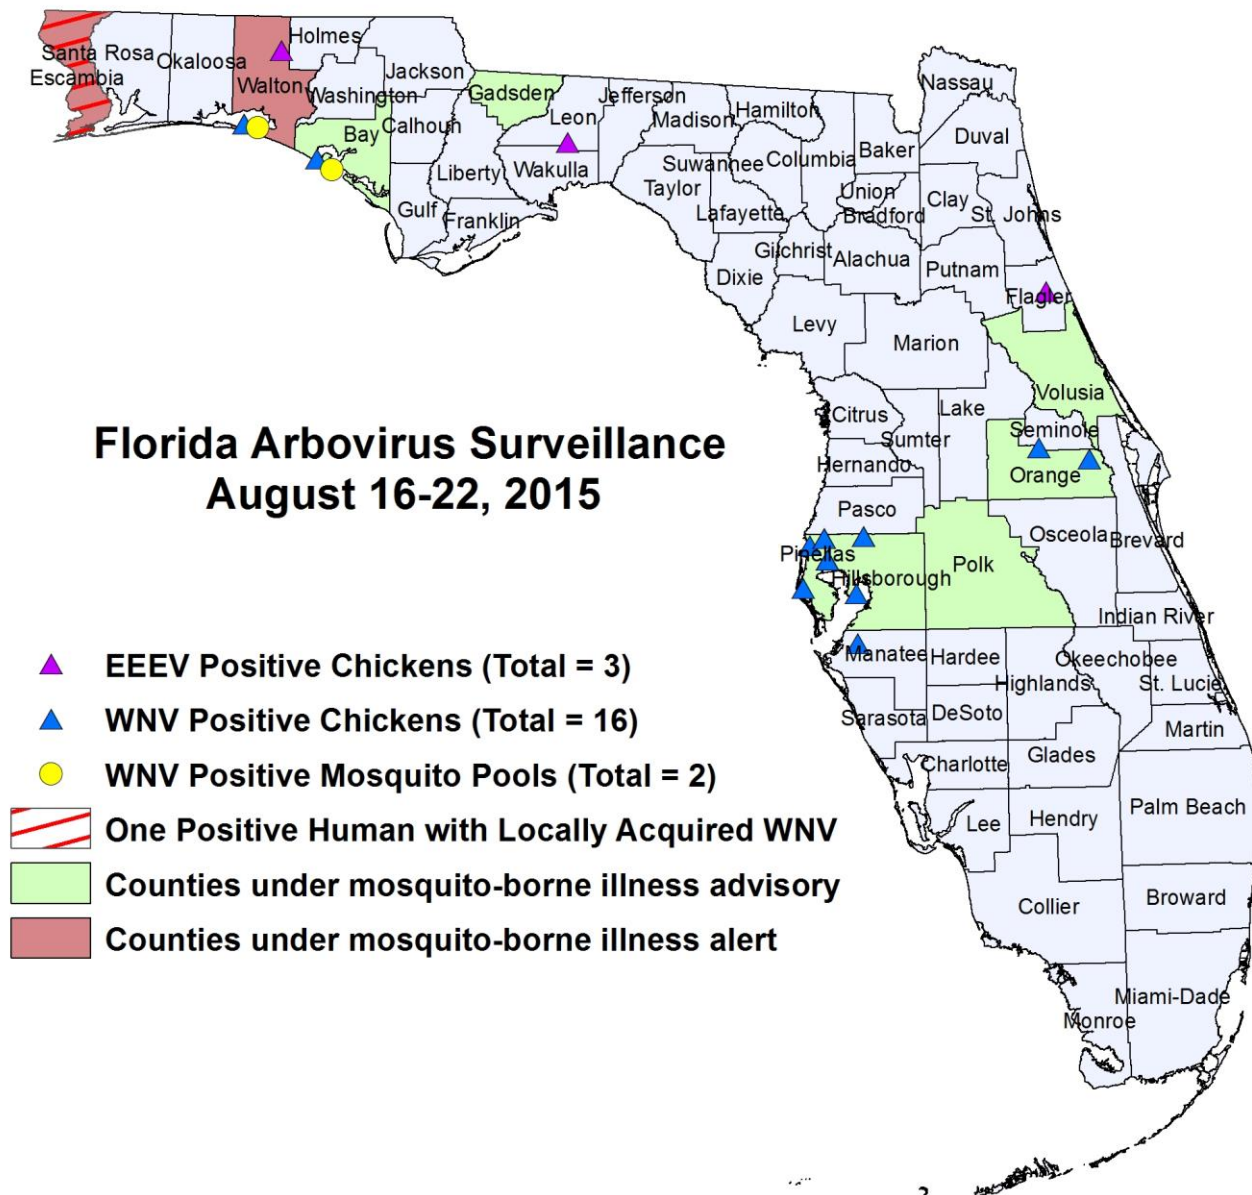 Holmes
Santa Rosa
Okaloosa
Escambia
Walton
Washington
Jackson
Gadsden
Bay
Calhoun
Leon
Jefferson
Madison
Hamilton
Nassau
Duval
Liberty
Wakulla
Suwannee
Columbia
Baker
Taylor
Union
Gulf
Franklin
Lafayette
Bradford
Clay
St. Johns
Gilchrist
Alachua
Putnam
Dixie
Flagler
Levy
Marion
Volusia
Citrus
Lake
Sumter
Seminole
Florida Arbovirus Surveillance
August 16-22, 2015
Hernando
Orange
Pasco
Osceola
Brevard
Pinellas
Hillsborough
Polk
Indian River
Manatee
Hardee
Okeechobee
Highlands
St. Lucie
Sarasota
DeSoto
Martin
Charlotte
Glades
Lee
Hendry
Palm Beach
Collier
Broward
Miami-Dade
Monroe
EEEV Positive Chickens (Total = 3)
WNV Positive Chickens (Total = 16)
WNV Positive Mosquito Pools (Total = 2)
One Positive Human with Locally Acquired WNV
Counties under mosquito-borne illness advisory
Counties under mosquito-borne illness alert